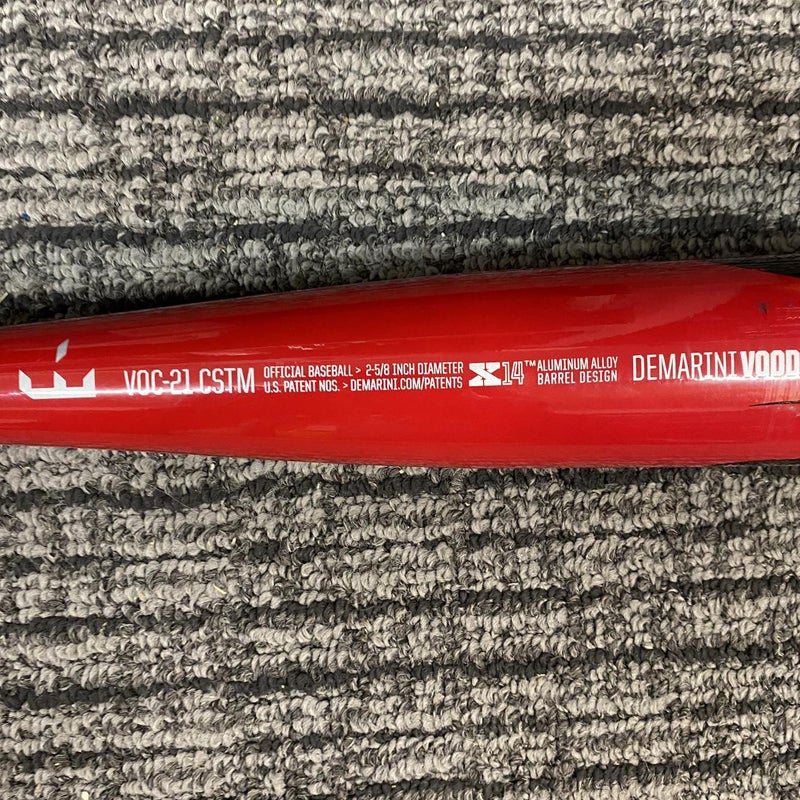 VOC-21 CSTM
OFFICIAL BASEBALL > 2-5/8 INCH DIAMETER
U.S. PATENT NOS. > DEMARINI.COM/PATENTS
X14™ ALUMINUM ALLOY
BARREL DESIGN
DEMARINI VOOD